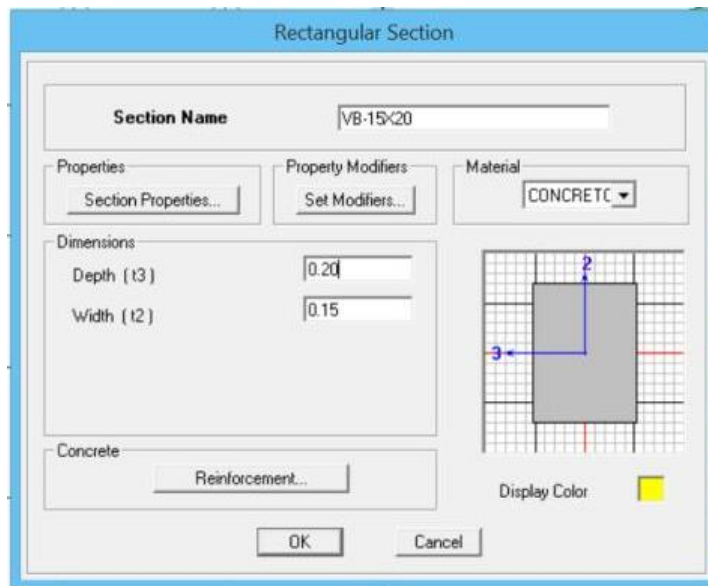 Rectangular Section
Section Name VB-15X20
Properties
Section Properties...
Property Modifiers
Set Modifiers...
Material
CONCRETC
Dimensions
Depth ( t3 ) 0.20
Width ( t2 ) 0.15
2
3
Concrete
Reinforcement...
Display Color
OK Cancel